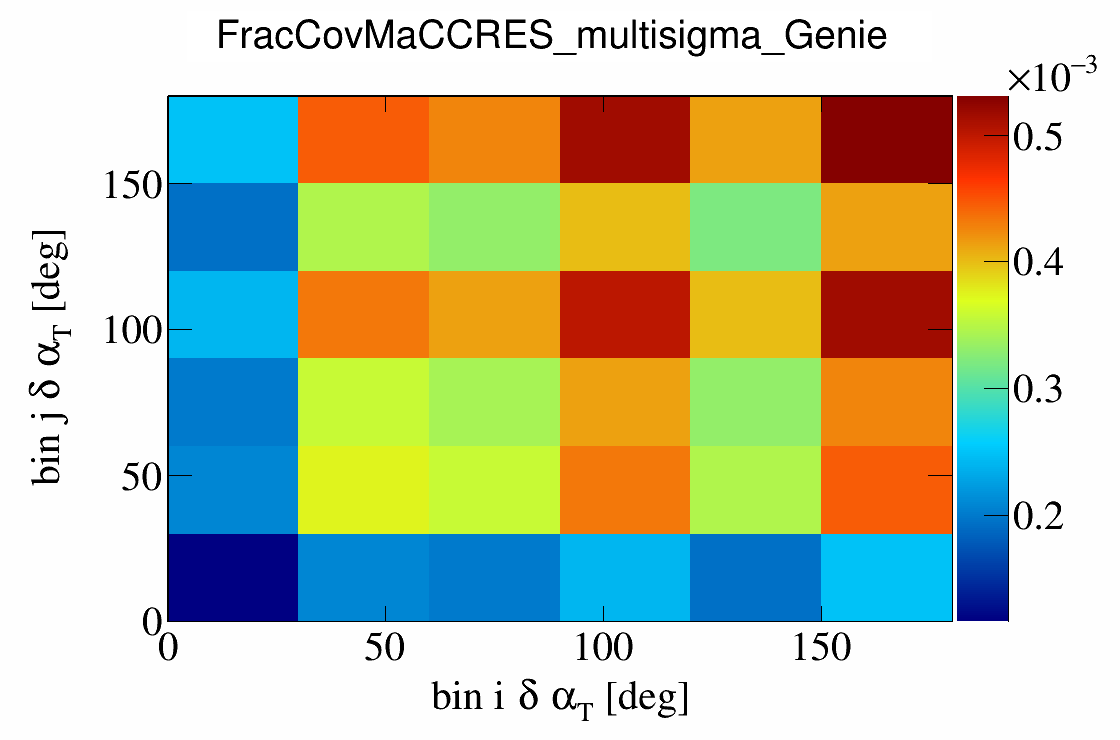 FracCovMaCCRES_multisigma_Genie
×10⁻³
0.5
0.4
0.3
0.2
150
100
50
0
0 50 100 150
bin j δ α_T [deg]
bin i δ α_T [deg]